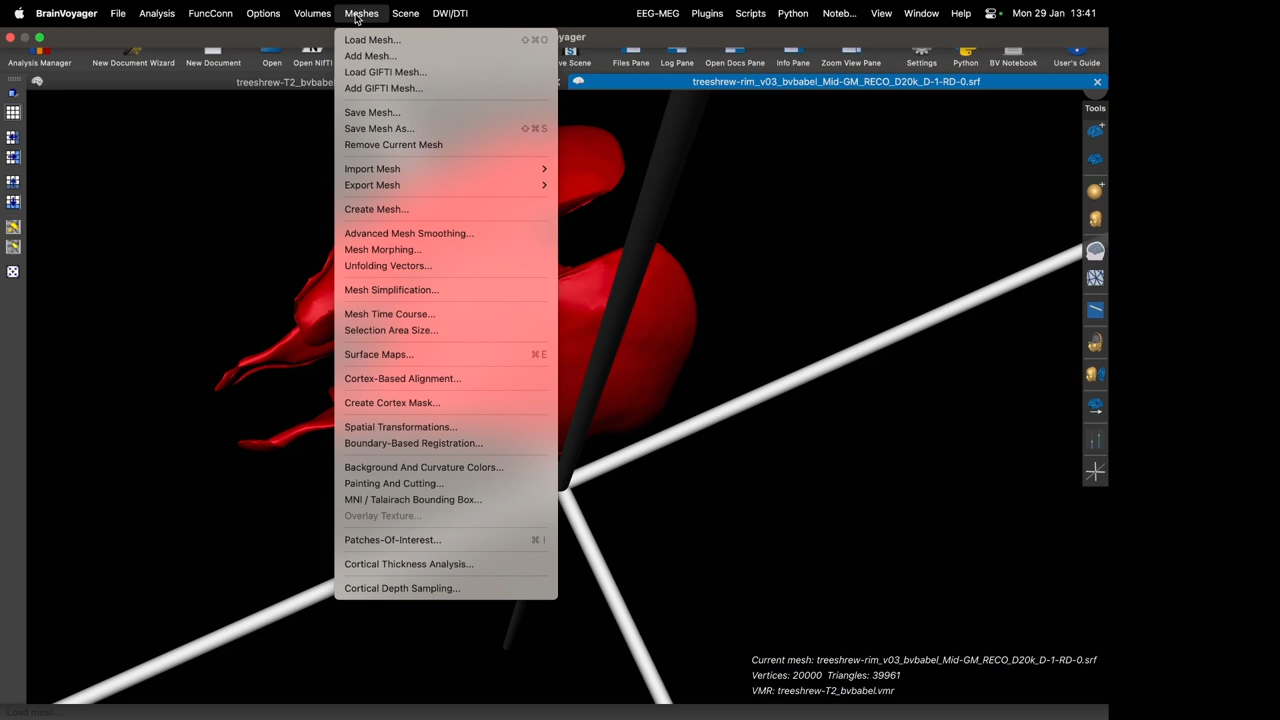 BrainVoyager File Analysis FuncConn Options Volumes Meshes Scene DWI/DTI EEG-MEG Plugins Scripts Python Noteb... View Window Help Mon 29 Jan 13:41
yager
Analysis Manager New Document Wizard New Document Open Open NIfTI ve Scene Files Pane Log Pane Open Docs Pane Info Pane Zoom View Pane Settings Python BV Notebook User's Guide
treeshrew-T2_bvbabel treeshrew-rim_v03_bvbabel_Mid-GM_RECO_D20k_D-1-RD-0.srf
Tools
Load Mesh... ⇧⌘O
Add Mesh...
Load GIFTI Mesh...
Add GIFTI Mesh...
Save Mesh...
Save Mesh As... ⇧⌘S
Remove Current Mesh
Import Mesh
Export Mesh
Create Mesh...
Advanced Mesh Smoothing...
Mesh Morphing...
Unfolding Vectors...
Mesh Simplification...
Mesh Time Course...
Selection Area Size...
Surface Maps... ⌘E
Cortex-Based Alignment...
Create Cortex Mask...
Spatial Transformations...
Boundary-Based Registration...
Background And Curvature Colors...
Painting And Cutting...
MNI / Talairach Bounding Box...
Overlay Texture...
Patches-Of-Interest... ⌘I
Cortical Thickness Analysis...
Cortical Depth Sampling...
Current mesh: treeshrew-rim_v03_bvbabel_Mid-GM_RECO_D20k_D-1-RD-0.srf
Vertices: 20000 Triangles: 39961
VMR: treeshrew-T2_bvbabel.vmr
Load mesh...